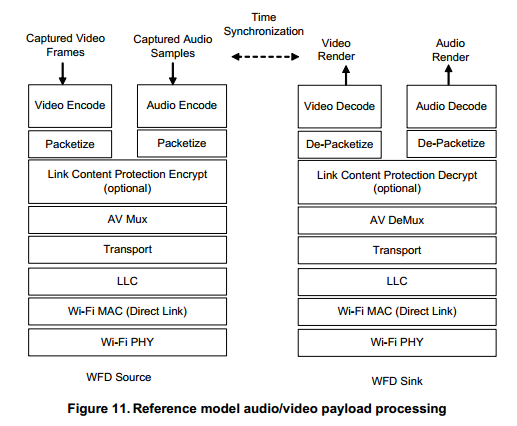 Time
Synchronization
Captured Video
Frames
Captured Audio
Samples
Video
Render
Audio
Render
Video Encode
Audio Encode
Video Decode
Audio Decode
Packetize
Packetize
De-Packetize
De-Packetize
Link Content Protection Encrypt
(optional)
Link Content Protection Decrypt
(optional)
AV Mux
AV DeMux
Transport
Transport
LLC
LLC
Wi-Fi MAC (Direct Link)
Wi-Fi MAC (Direct Link)
Wi-Fi PHY
Wi-Fi PHY
WFD Source
WFD Sink
Figure 11. Reference model audio/video payload processing